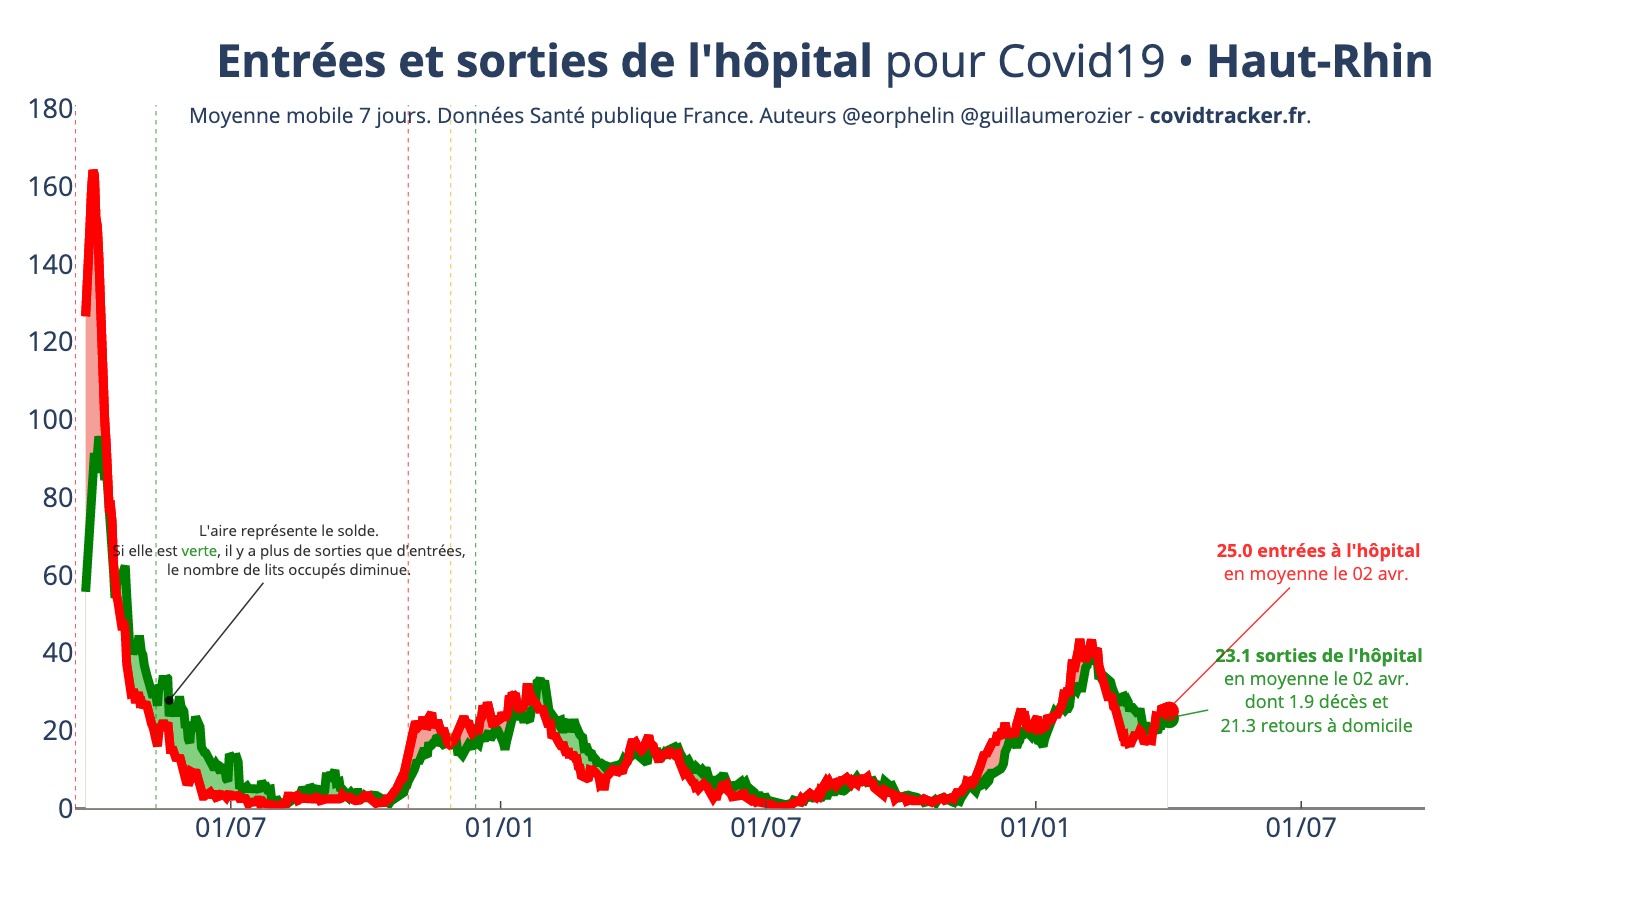 Entrées et sorties de l'hôpital pour Covid19 • Haut-Rhin
Moyenne mobile 7 jours. Données Santé publique France. Auteurs @eorphelin @guillaumerozier - covidtracker.fr.
180
160
140
120
100
80
60
40
20
0
L'aire représente le solde.
Si elle est verte, il y a plus de sorties que d'entrées,
le nombre de lits occupés diminue.
25.0 entrées à l'hôpital
en moyenne le 02 avr.
23.1 sorties de l'hôpital
en moyenne le 02 avr.
dont 1.9 décès et
21.3 retours à domicile
01/07
01/01
01/07
01/01
01/07